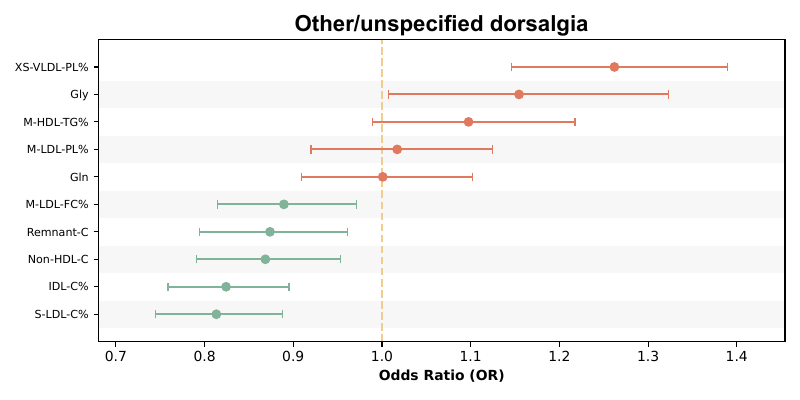 Other/unspecified dorsalgia
XS-VLDL-PL%
Gly
M-HDL-TG%
M-LDL-PL%
Gln
M-LDL-FC%
Remnant-C
Non-HDL-C
IDL-C%
S-LDL-C%
0.7 0.8 0.9 1.0 1.1 1.2 1.3 1.4
Odds Ratio (OR)